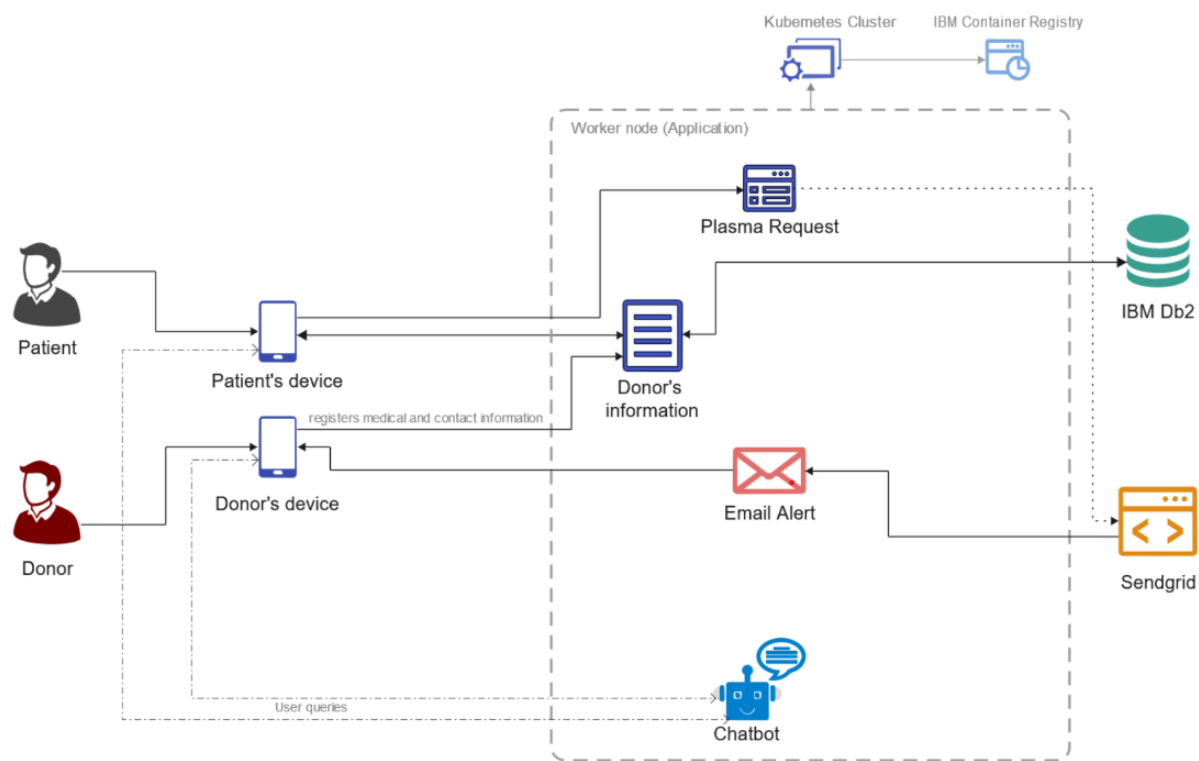 Kubernetes Cluster
IBM Container Registry
Worker node (Application)
Plasma Request
IBM Db2
Patient
Patient's device
Donor's
information
registers medical and contact information
Donor's device
Email Alert
Donor
Sendgrid
User queries
Chatbot